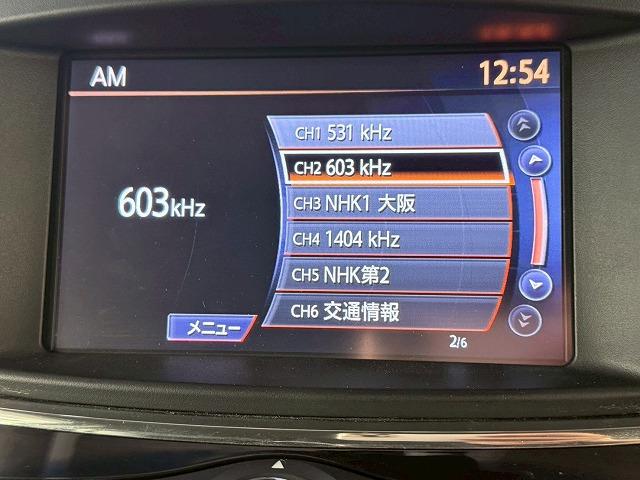 AM
12:54
603kHz
CH1 531 kHz
CH2 603 kHz
CH3 NHK1 大阪
CH4 1404 kHz
CH5 NHK第2
CH6 交通情報
メニュー
2/6